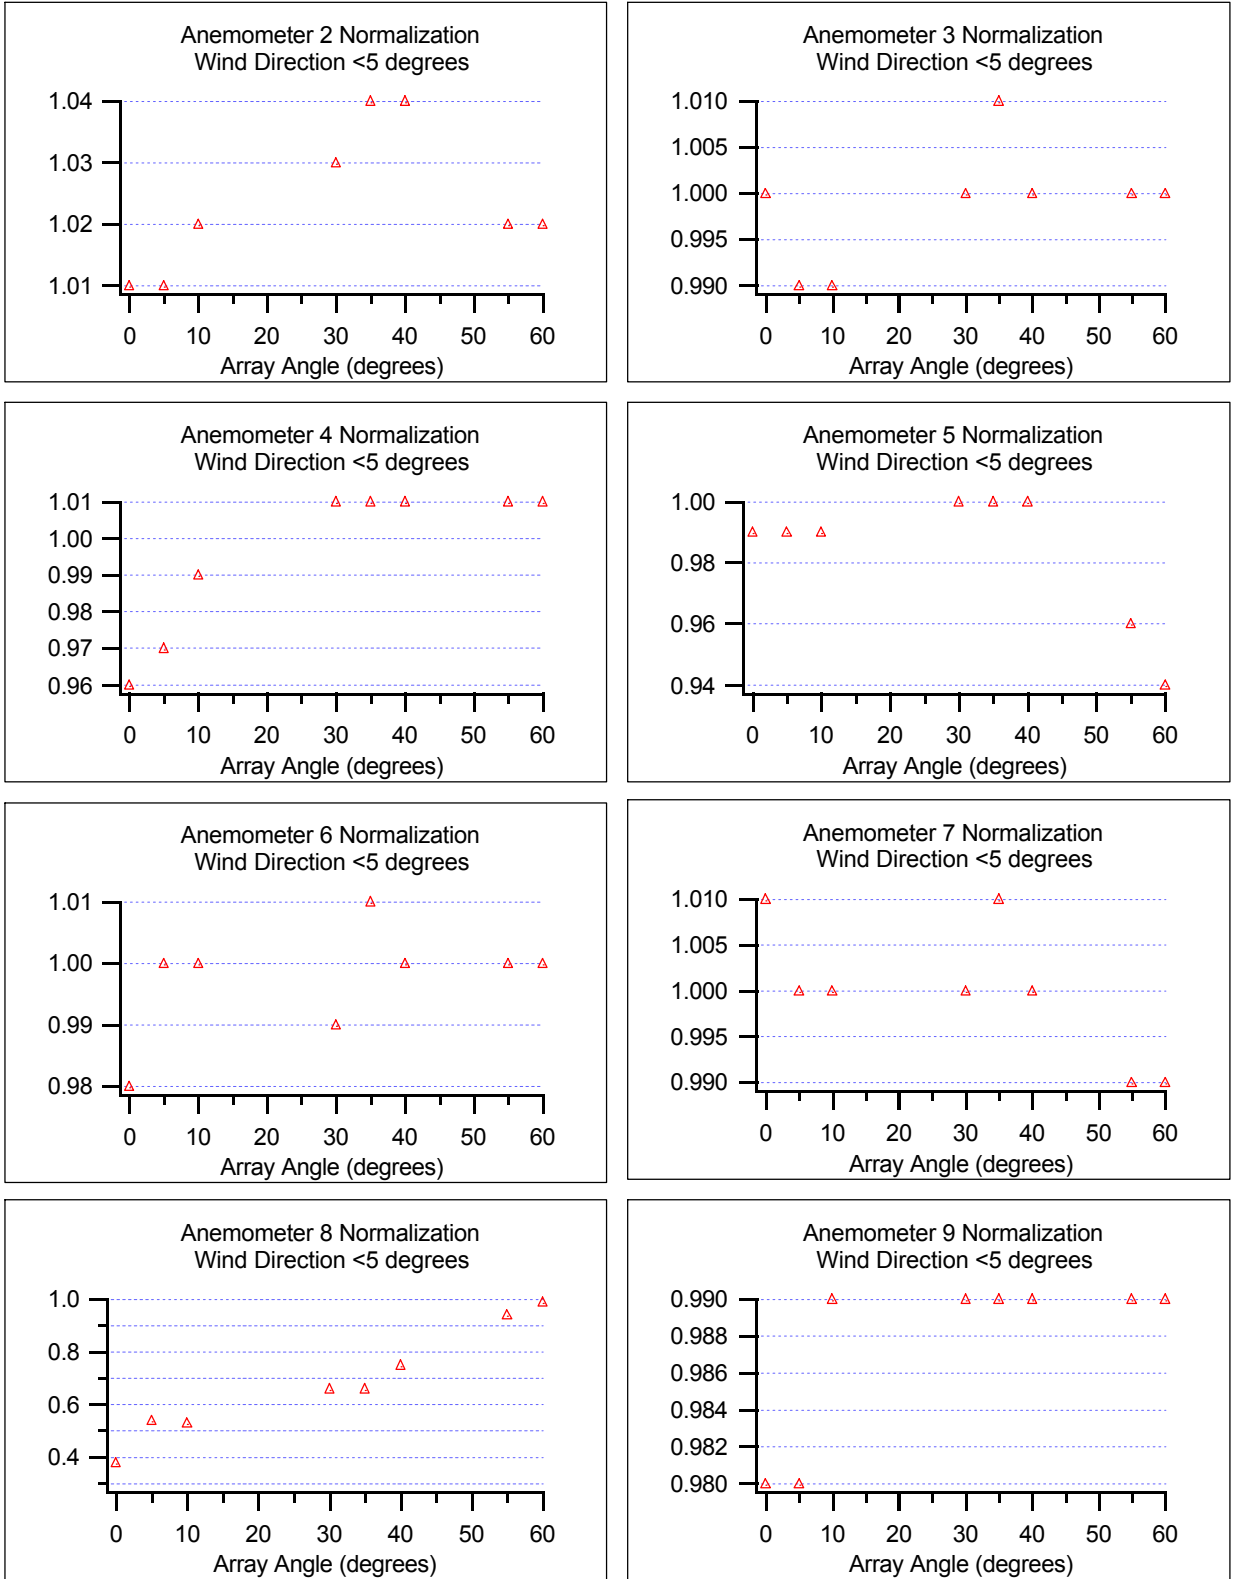 Anemometer 2 Normalization
Wind Direction <5 degrees
1.04
1.03
1.02
1.01
0 10 20 30 40 50 60
Array Angle (degrees)
Anemometer 3 Normalization
Wind Direction <5 degrees
1.010
1.005
1.000
0.995
0.990
0 10 20 30 40 50 60
Array Angle (degrees)
Anemometer 4 Normalization
Wind Direction <5 degrees
1.01
1.00
0.99
0.98
0.97
0.96
0 10 20 30 40 50 60
Array Angle (degrees)
Anemometer 5 Normalization
Wind Direction <5 degrees
1.00
0.98
0.96
0.94
0 10 20 30 40 50 60
Array Angle (degrees)
Anemometer 6 Normalization
Wind Direction <5 degrees
1.01
1.00
0.99
0.98
0 10 20 30 40 50 60
Array Angle (degrees)
Anemometer 7 Normalization
Wind Direction <5 degrees
1.010
1.005
1.000
0.995
0.990
0 10 20 30 40 50 60
Array Angle (degrees)
Anemometer 8 Normalization
Wind Direction <5 degrees
1.0
0.8
0.6
0.4
0 10 20 30 40 50 60
Array Angle (degrees)
Anemometer 9 Normalization
Wind Direction <5 degrees
0.990
0.988
0.986
0.984
0.982
0.980
0 10 20 30 40 50 60
Array Angle (degrees)